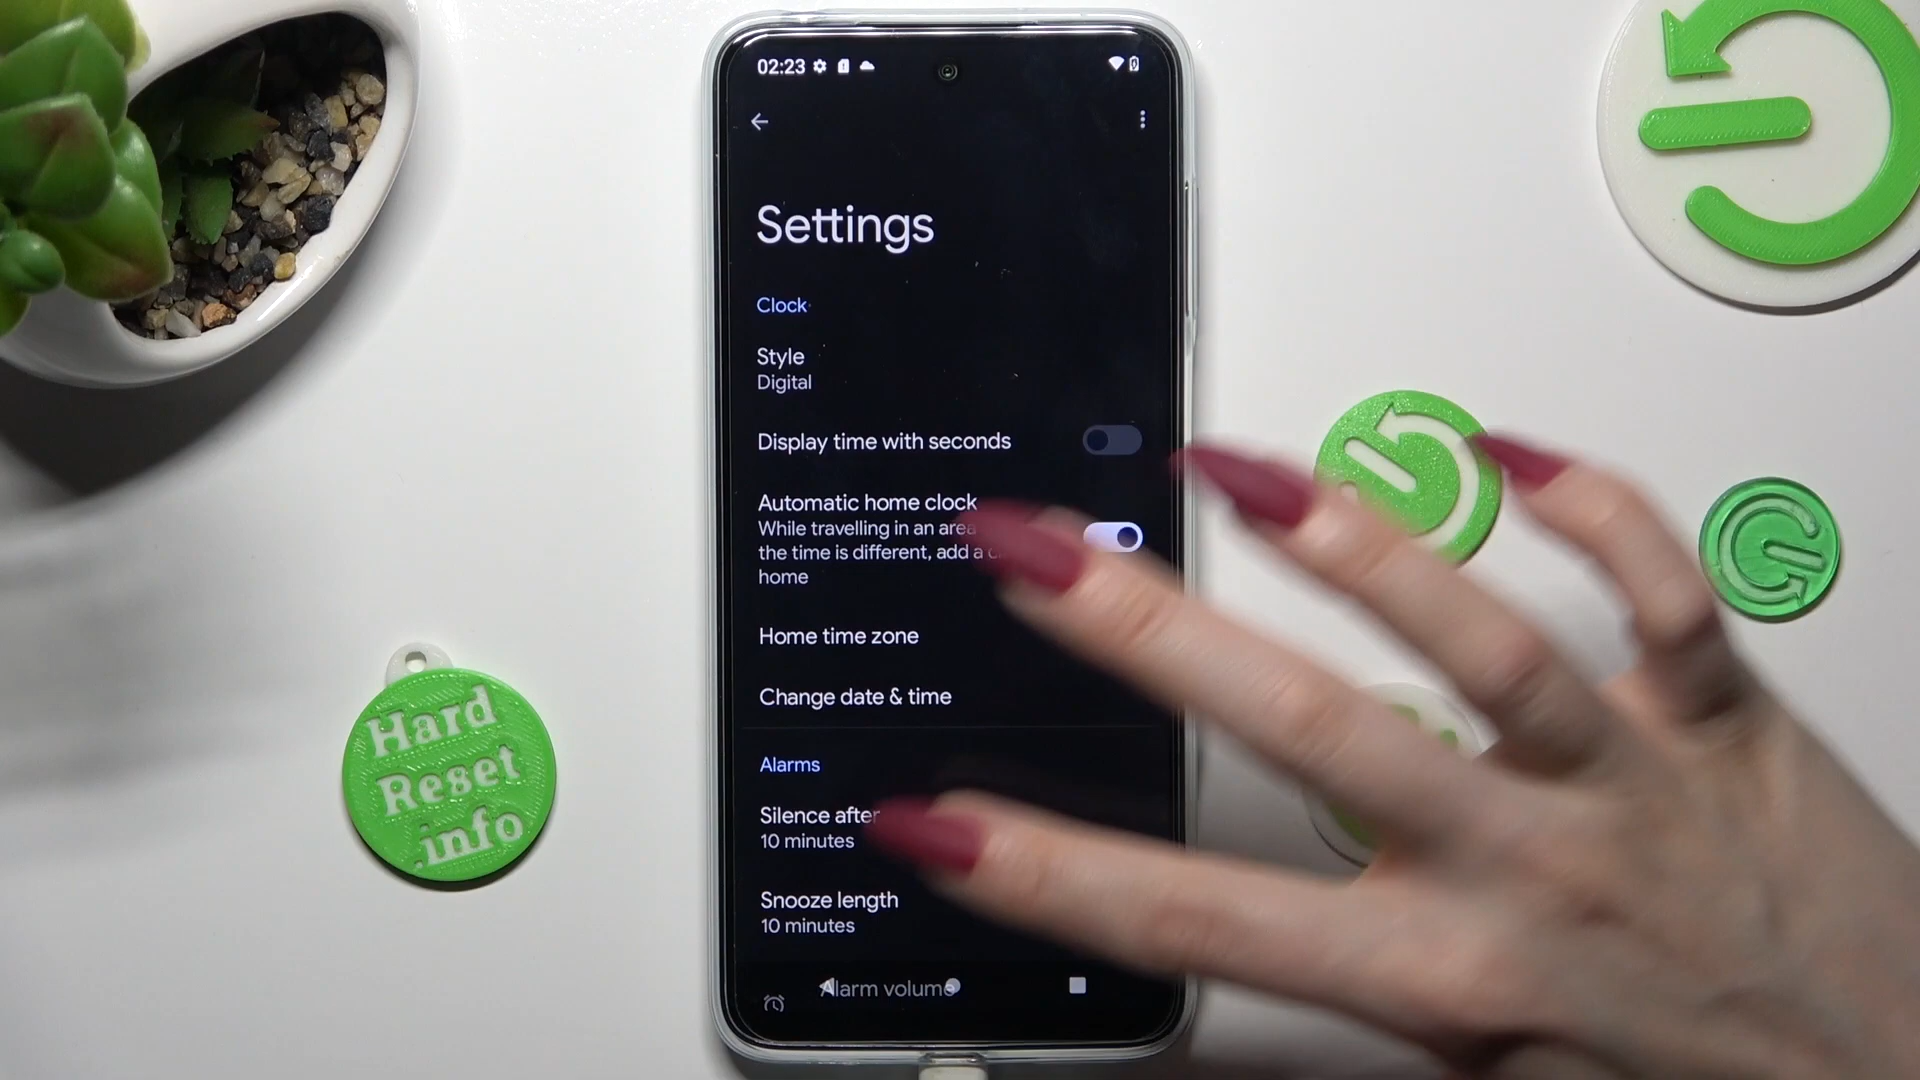 02:23
Settings
Clock
Style
Digital
Display time with seconds
Automatic home clock
While travelling in an area
the time is different, add a
home
Home time zone
Change date & time
Alarms
Silence after
10 minutes
Snooze length
10 minutes
Alarm volume
Hard
Reset
.info